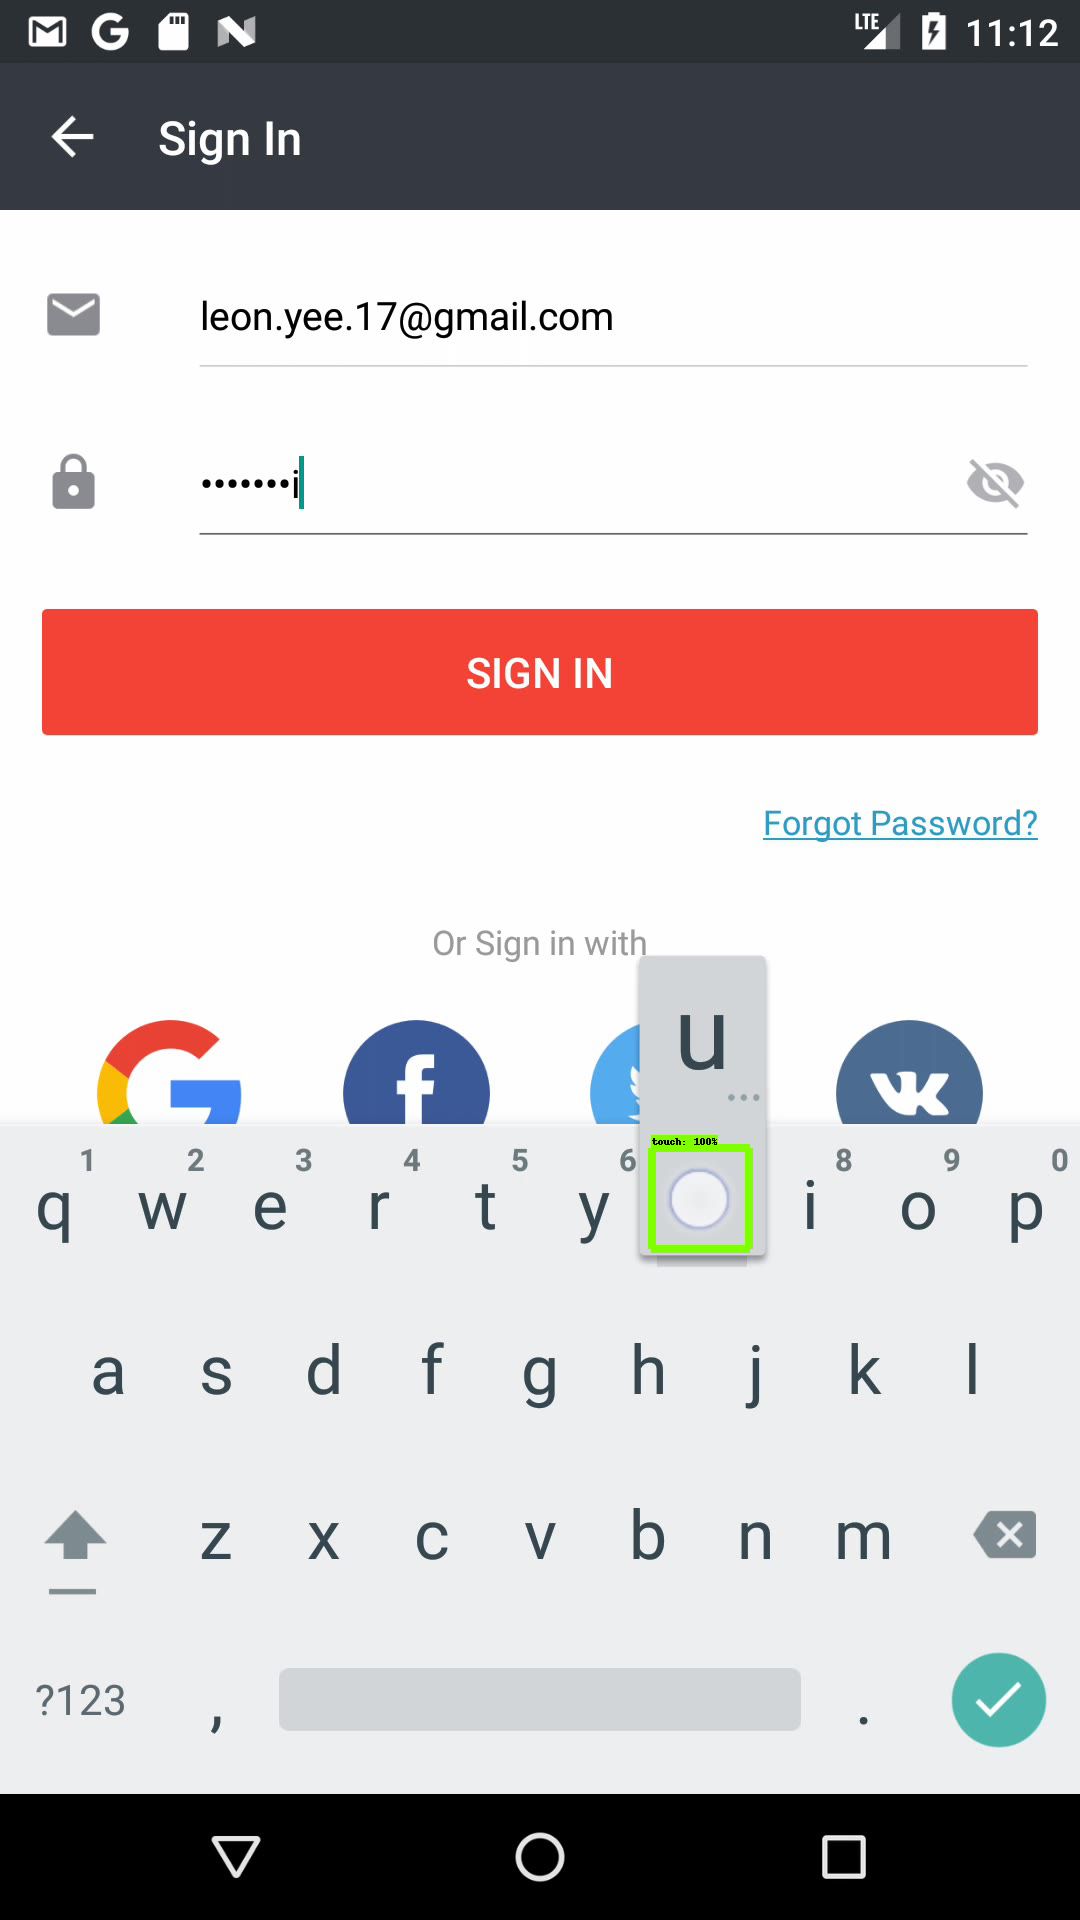 LTE 11:12
Sign In
leon.yee.17@gmail.com
•••••••i
SIGN IN
Forgot Password?
Or Sign in with
u
...
touch: 100%
1 2 3 4 5 6 8 9 0
q w e r t y i o p
a s d f g h j k l
z x c v b n m
?123 , .